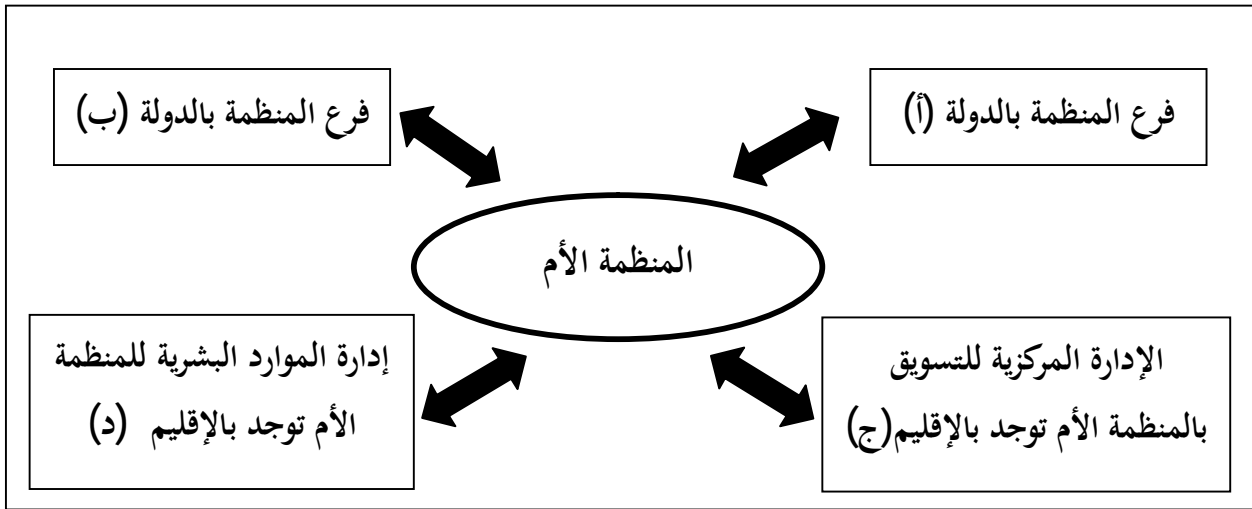 فرع المنظمة بالدولة (أ)
فرع المنظمة بالدولة (ب)
المنظمة الأم
الإدارة المركزية للتسويق
بالمنظمة الأم توجد بالإقليم(ج)
إدارة الموارد البشرية للمنظمة
الأم توجد بالإقليم (د)